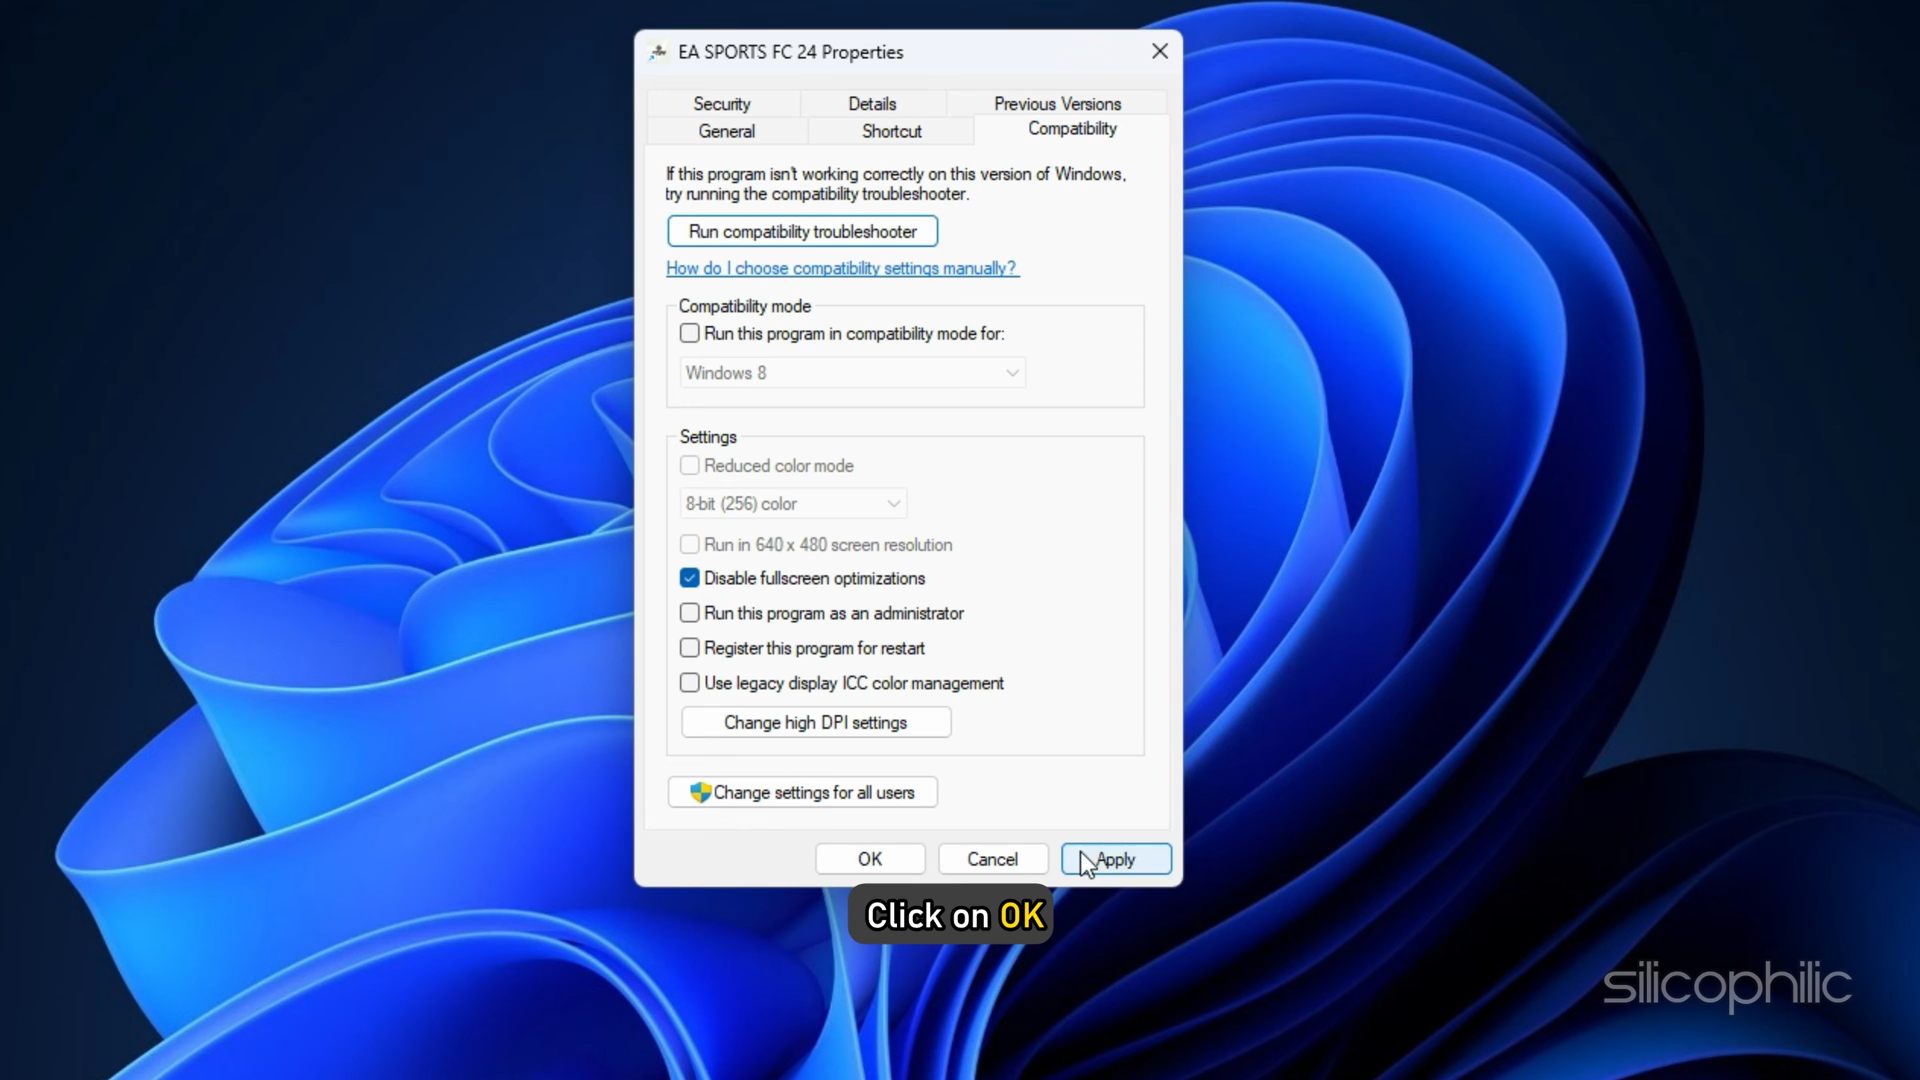 EA SPORTS FC 24 Properties
Security Details Previous Versions
General Shortcut Compatibility
If this program isn't working correctly on this version of Windows,
try running the compatibility troubleshooter.
Run compatibility troubleshooter
How do I choose compatibility settings manually?
Compatibility mode
Run this program in compatibility mode for:
Windows 8
Settings
Reduced color mode
8-bit (256) color
Run in 640 x 480 screen resolution
Disable fullscreen optimizations
Run this program as an administrator
Register this program for restart
Use legacy display ICC color management
Change high DPI settings
Change settings for all users
OK Cancel Apply
Click on OK
silicophilic